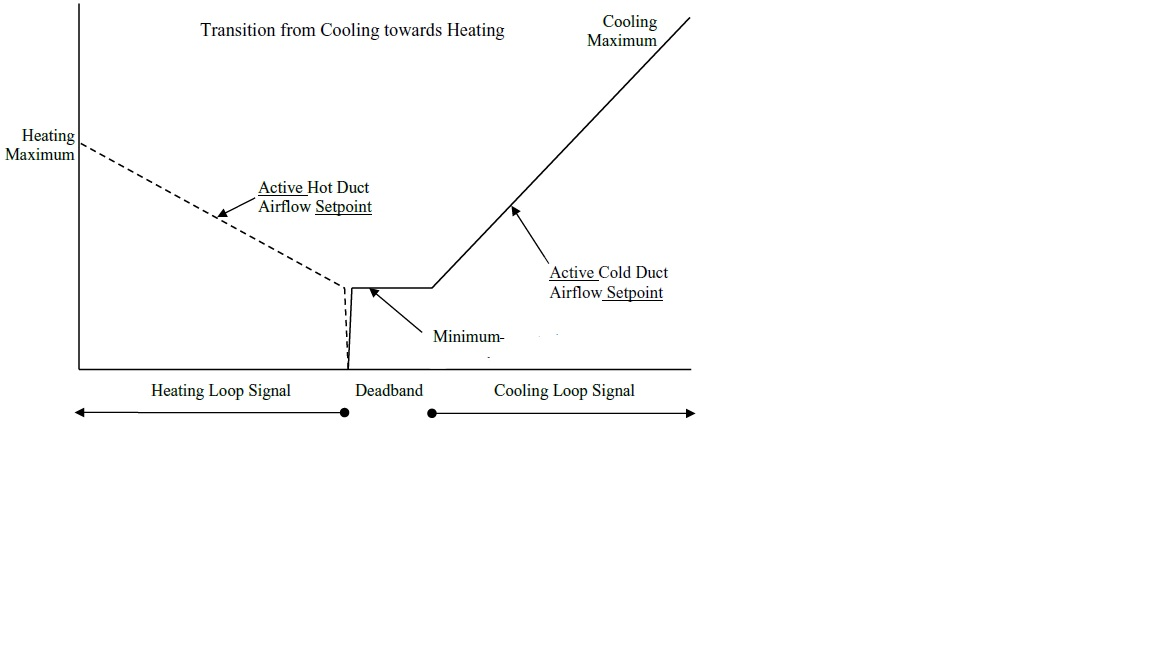 Transition from Cooling towards Heating
Cooling
Maximum
Heating
Maximum
Active Hot Duct
Airflow Setpoint
Active Cold Duct
Airflow Setpoint
Minimum-
Heating Loop Signal
Deadband
Cooling Loop Signal